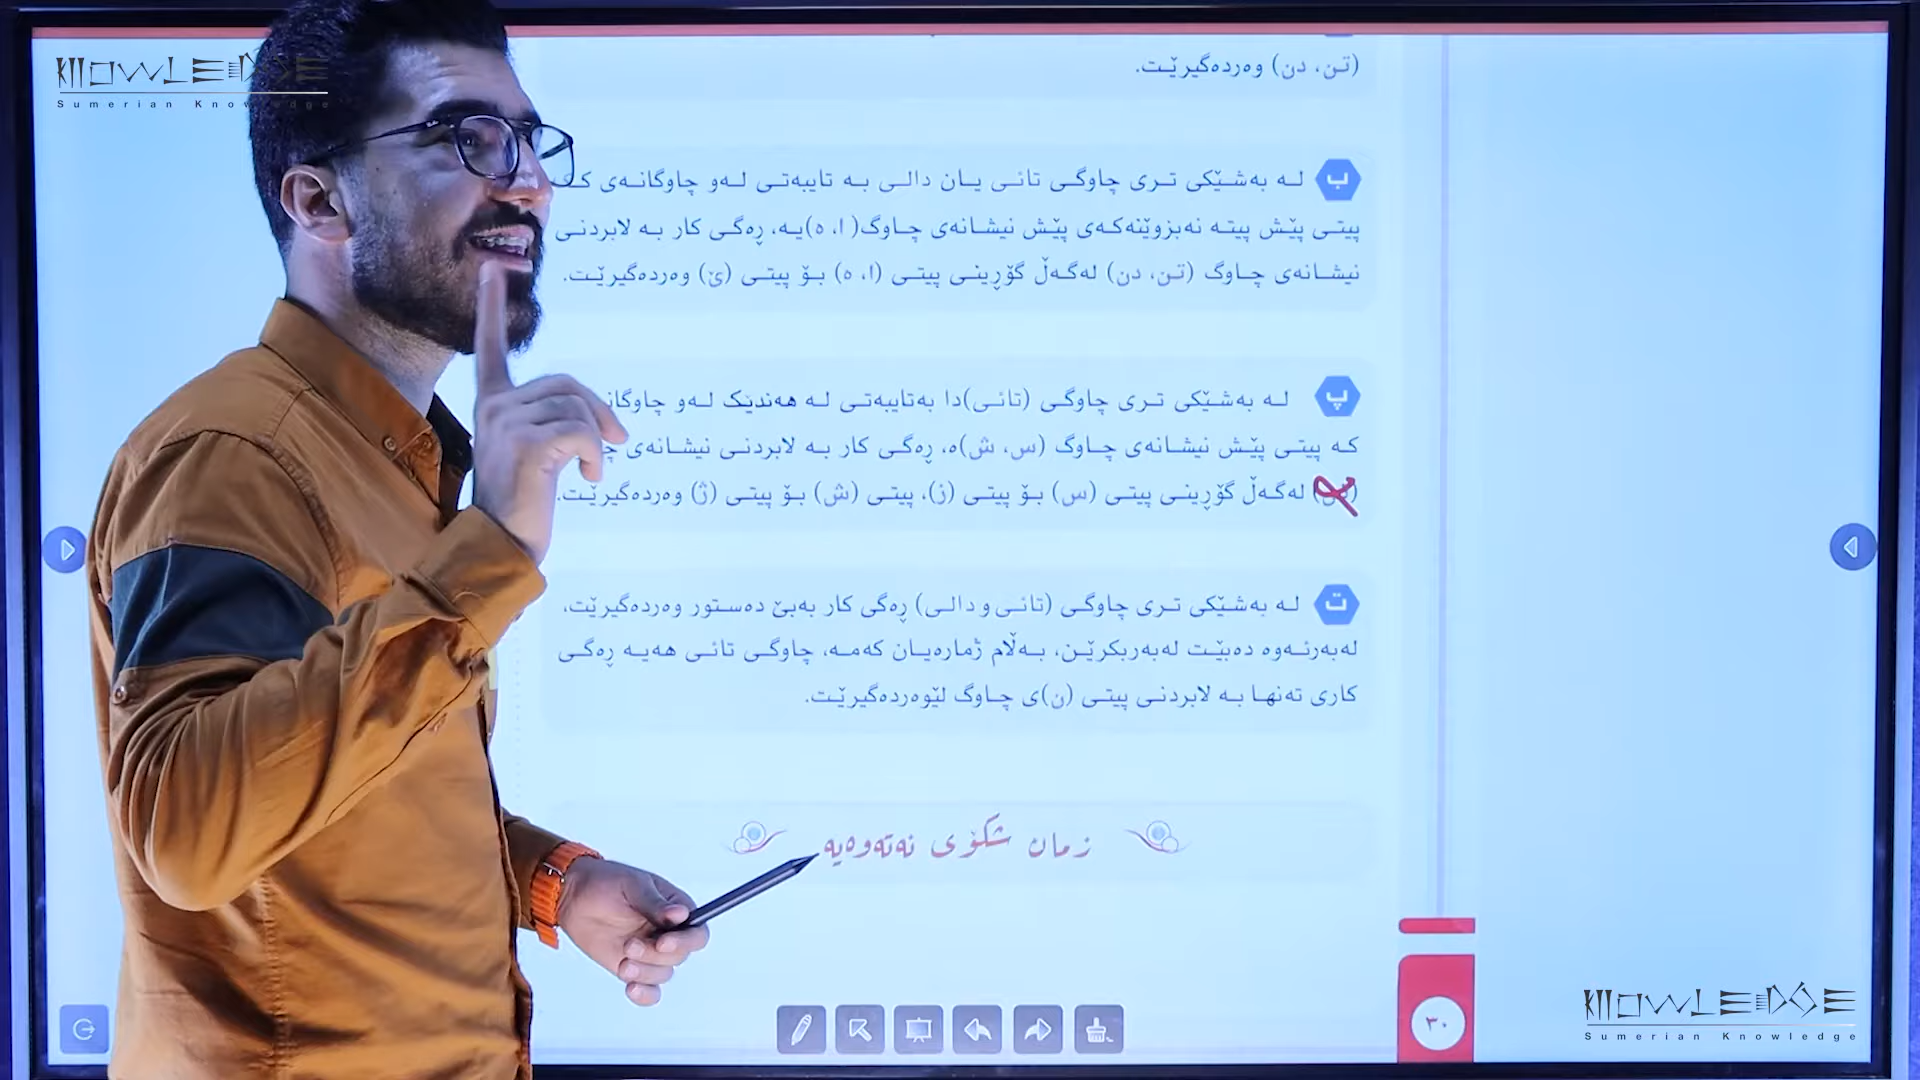 KNOWLEDGE
Sumerian Knowledge
(تن، دن) وەردەگیرێت.
ب
لە بەشێکی تری چاوگی تائی یان دالی بە تایبەتی لەو چاوگانەی کە
پیتی پێش پیتە نەبزوێنەکەی پێش نیشانەی چاوگ( ا، ە)یە، ڕەگی کار بە لابردنی
نیشانەی چاوگ (تن، دن) لەگەڵ گۆڕینی پیتی (ا، ە) بۆ پیتی (ێ) وەردەگیرێت.
پ
لە بەشێکی تری چاوگی (تائی)دا بەتایبەتی لە هەندێک لەو
کە پیتی پێش نیشانەی چاوگ (س، ش)ە، ڕەگی کار بە لابردنی نیشانەی
لەگەڵ گۆڕینی پیتی (س) بۆ پیتی (ز)، پیتی (ش) بۆ پیتی (ژ) وەردەگیرێت.
ت
لە بەشێکی تری چاوگی (تائی و دالی) ڕەگی کار بەبێ دەستور وەردەگیرێت،
لەبەرئەوە دەبێت لەبەربکرێن، بەڵام ژمارەیان کەمە، چاوگی تائی هەیە ڕەگی
کاری تەنها بە لابردنی پیتی (ن)ی چاوگ لێوەردەگیرێت.
زمان شکۆی نەتەوەیە
٣٠
KNOWLEDGE
Sumerian Knowledge